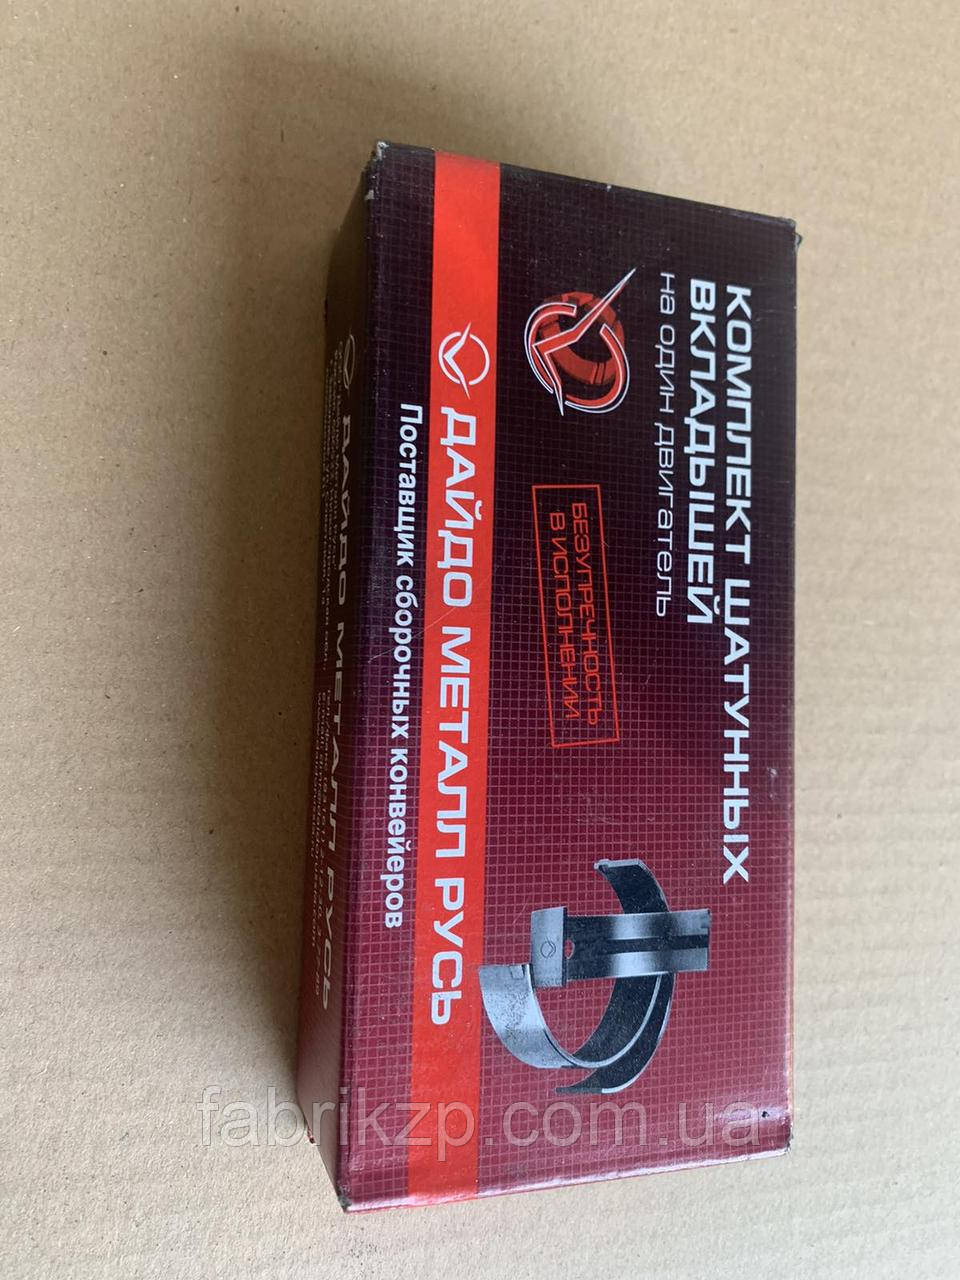 КОМПЛЕКТ ШАТУННЫХ
ВКЛАДЫШЕЙ
на один двигатель
БЕЗУПРЕЧНОСТЬ
В ИСПОЛНЕНИИ
ДАЙДО МЕТАЛЛ РУСЬ
Поставщик сборочных конвейеров
ДАЙДО МЕТАЛЛ РУСЬ
fabrikzp.com.ua